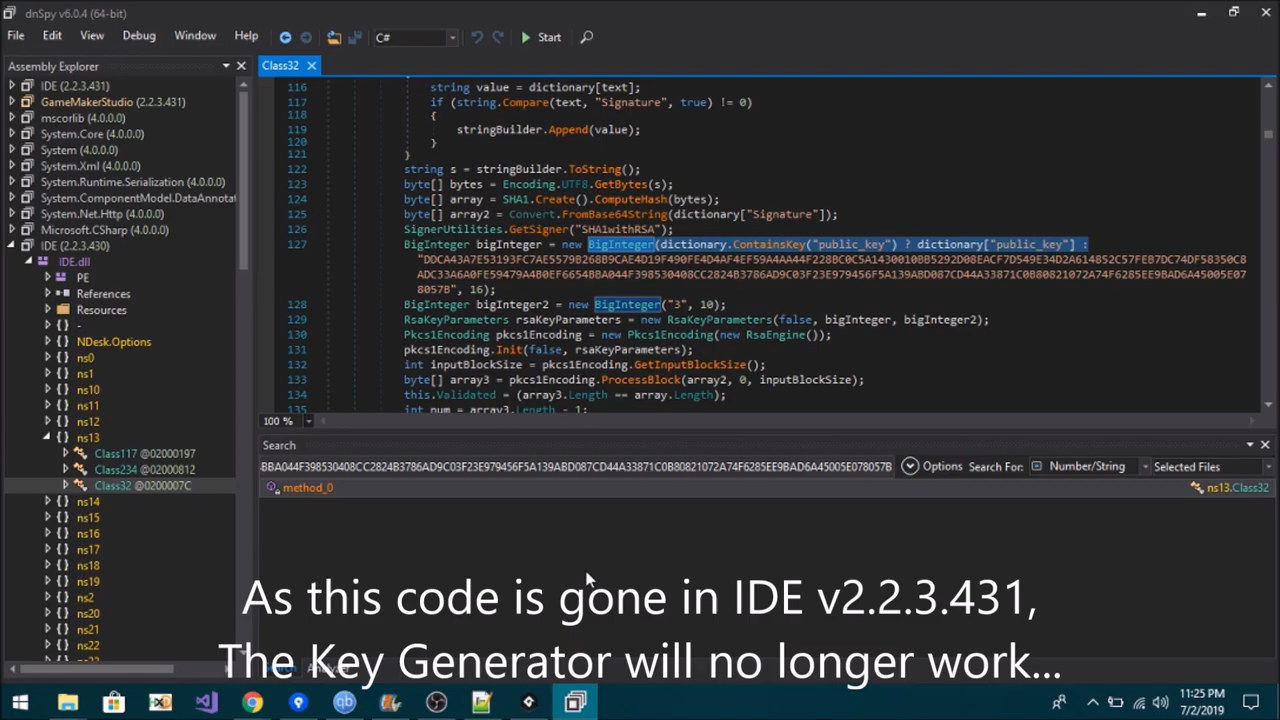 dnSpy v6.0.4 (64-bit)
File Edit View Debug Window Help C# Start
Assembly Explorer
IDE (2.2.3.431)
GameMakerStudio (2.2.3.431)
mscorlib (4.0.0.0)
System.Core (4.0.0.0)
System (4.0.0.0)
System.Xml (4.0.0.0)
System.Runtime.Serialization (4.0.0.0)
System.ComponentModel.DataAnnotat
System.Net.Http (4.0.0.0)
Microsoft.CSharp (4.0.0.0)
IDE (2.2.3.430)
IDE.dll
PE
References
Resources
{ } -
{ } NDesk.Options
{ } ns0
{ } ns1
{ } ns10
{ } ns11
{ } ns12
{ } ns13
Class117 @02000197
Class234 @02000812
Class32 @0200007C
{ } ns14
{ } ns15
{ } ns16
{ } ns17
{ } ns18
{ } ns19
{ } ns2
{ } ns20
{ } ns21
{ } ns22
Class32
116 string value = dictionary[text];
117 if (string.Compare(text, "Signature", true) != 0)
118 {
119 stringBuilder.Append(value);
120 }
121 }
122 string s = stringBuilder.ToString();
123 byte[] bytes = Encoding.UTF8.GetBytes(s);
124 byte[] array = SHA1.Create().ComputeHash(bytes);
125 byte[] array2 = Convert.FromBase64String(dictionary["Signature"]);
126 SignerUtilities.GetSigner("SHA1withRSA");
127 BigInteger bigInteger = new BigInteger(dictionary.ContainsKey("public_key") ? dictionary["public_key"] :
128 BigInteger bigInteger2 = new BigInteger("3", 10);
129 RsaKeyParameters rsaKeyParameters = new RsaKeyParameters(false, bigInteger, bigInteger2);
130 Pkcs1Encoding pkcs1Encoding = new Pkcs1Encoding(new RsaEngine());
131 pkcs1Encoding.Init(false, rsaKeyParameters);
132 int inputBlockSize = pkcs1Encoding.GetInputBlockSize();
133 byte[] array3 = pkcs1Encoding.ProcessBlock(array2, 0, inputBlockSize);
134 this.Validated = (array3.Length == array.Length);
135 int num = array3.Length - 1;
100 %
Search
Options Search For: Number/String Selected Files
method_0 ns13.Class32
As this code is gone in IDE v2.2.3.431,
The Key Generator will no longer work...
11:25 PM
7/2/2019